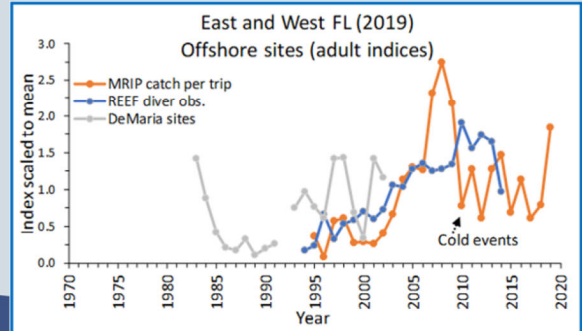 East and West FL (2019)
Offshore sites (adult indices)
Index scaled to mean
3.0
2.5
2.0
1.5
1.0
0.5
0.0
MRIP catch per trip
REEF diver obs.
DeMaria sites
Cold events
1970
1975
1980
1985
1990
1995
2000
2005
2010
2015
2020
Year